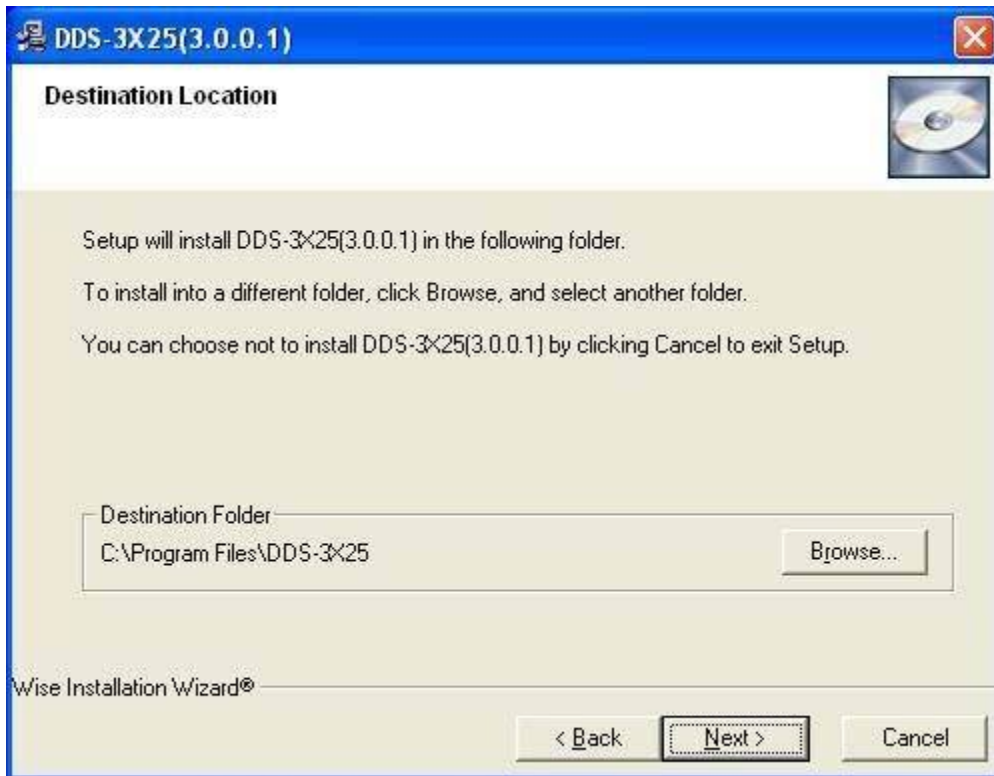 DDS-3X25(3.0.0.1)
Destination Location
Setup will install DDS-3X25(3.0.0.1) in the following folder.
To install into a different folder, click Browse, and select another folder.
You can choose not to install DDS-3X25(3.0.0.1) by clicking Cancel to exit Setup.
Destination Folder
C:\Program Files\DDS-3X25
Browse...
Wise Installation Wizard®
< Back
Next >
Cancel